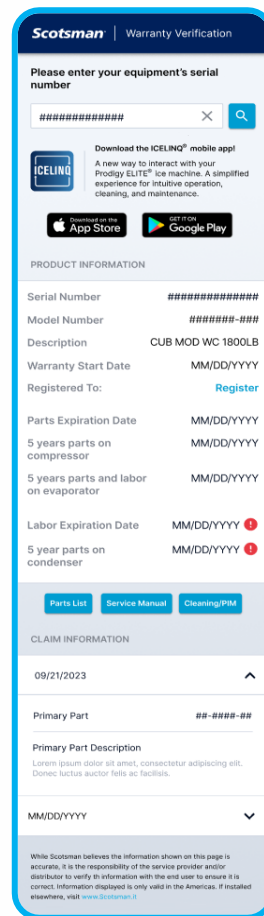 Scotsman | Warranty Verification
Please enter your equipment's serial
number
#############
Download the ICELINQ® mobile app!
ICELINQ
A new way to interact with your
Prodigy ELITE® ice machine. A simplified
experience for intuitive operation,
cleaning, and maintenance.
Download on the
App Store
GET IT ON
Google Play
PRODUCT INFORMATION
Serial Number ##############
Model Number #######-###
Description CUB MOD WC 1800LB
Warranty Start Date MM/DD/YYYY
Registered To: Register
Parts Expiration Date MM/DD/YYYY
5 years parts on MM/DD/YYYY
compressor
5 years parts and labor MM/DD/YYYY
on evaporator
Labor Expiration Date MM/DD/YYYY !
5 year parts on MM/DD/YYYY !
condenser
Parts List Service Manual Cleaning/PIM
CLAIM INFORMATION
09/21/2023
Primary Part ##-####-##
Primary Part Description
Lorem ipsum dolor sit amet, consectetur adipiscing elit.
Donec luctus auctor felis ac facilisis.
MM/DD/YYYY
While Scotsman believes the information shown on this page is
accurate, it is the responsibility of the service provider and/or
distributor to verify th information with the end user to ensure it is
correct. Information displayed is only valid in the Americas. If installed
elsewhere, visit www.Scotsman.it